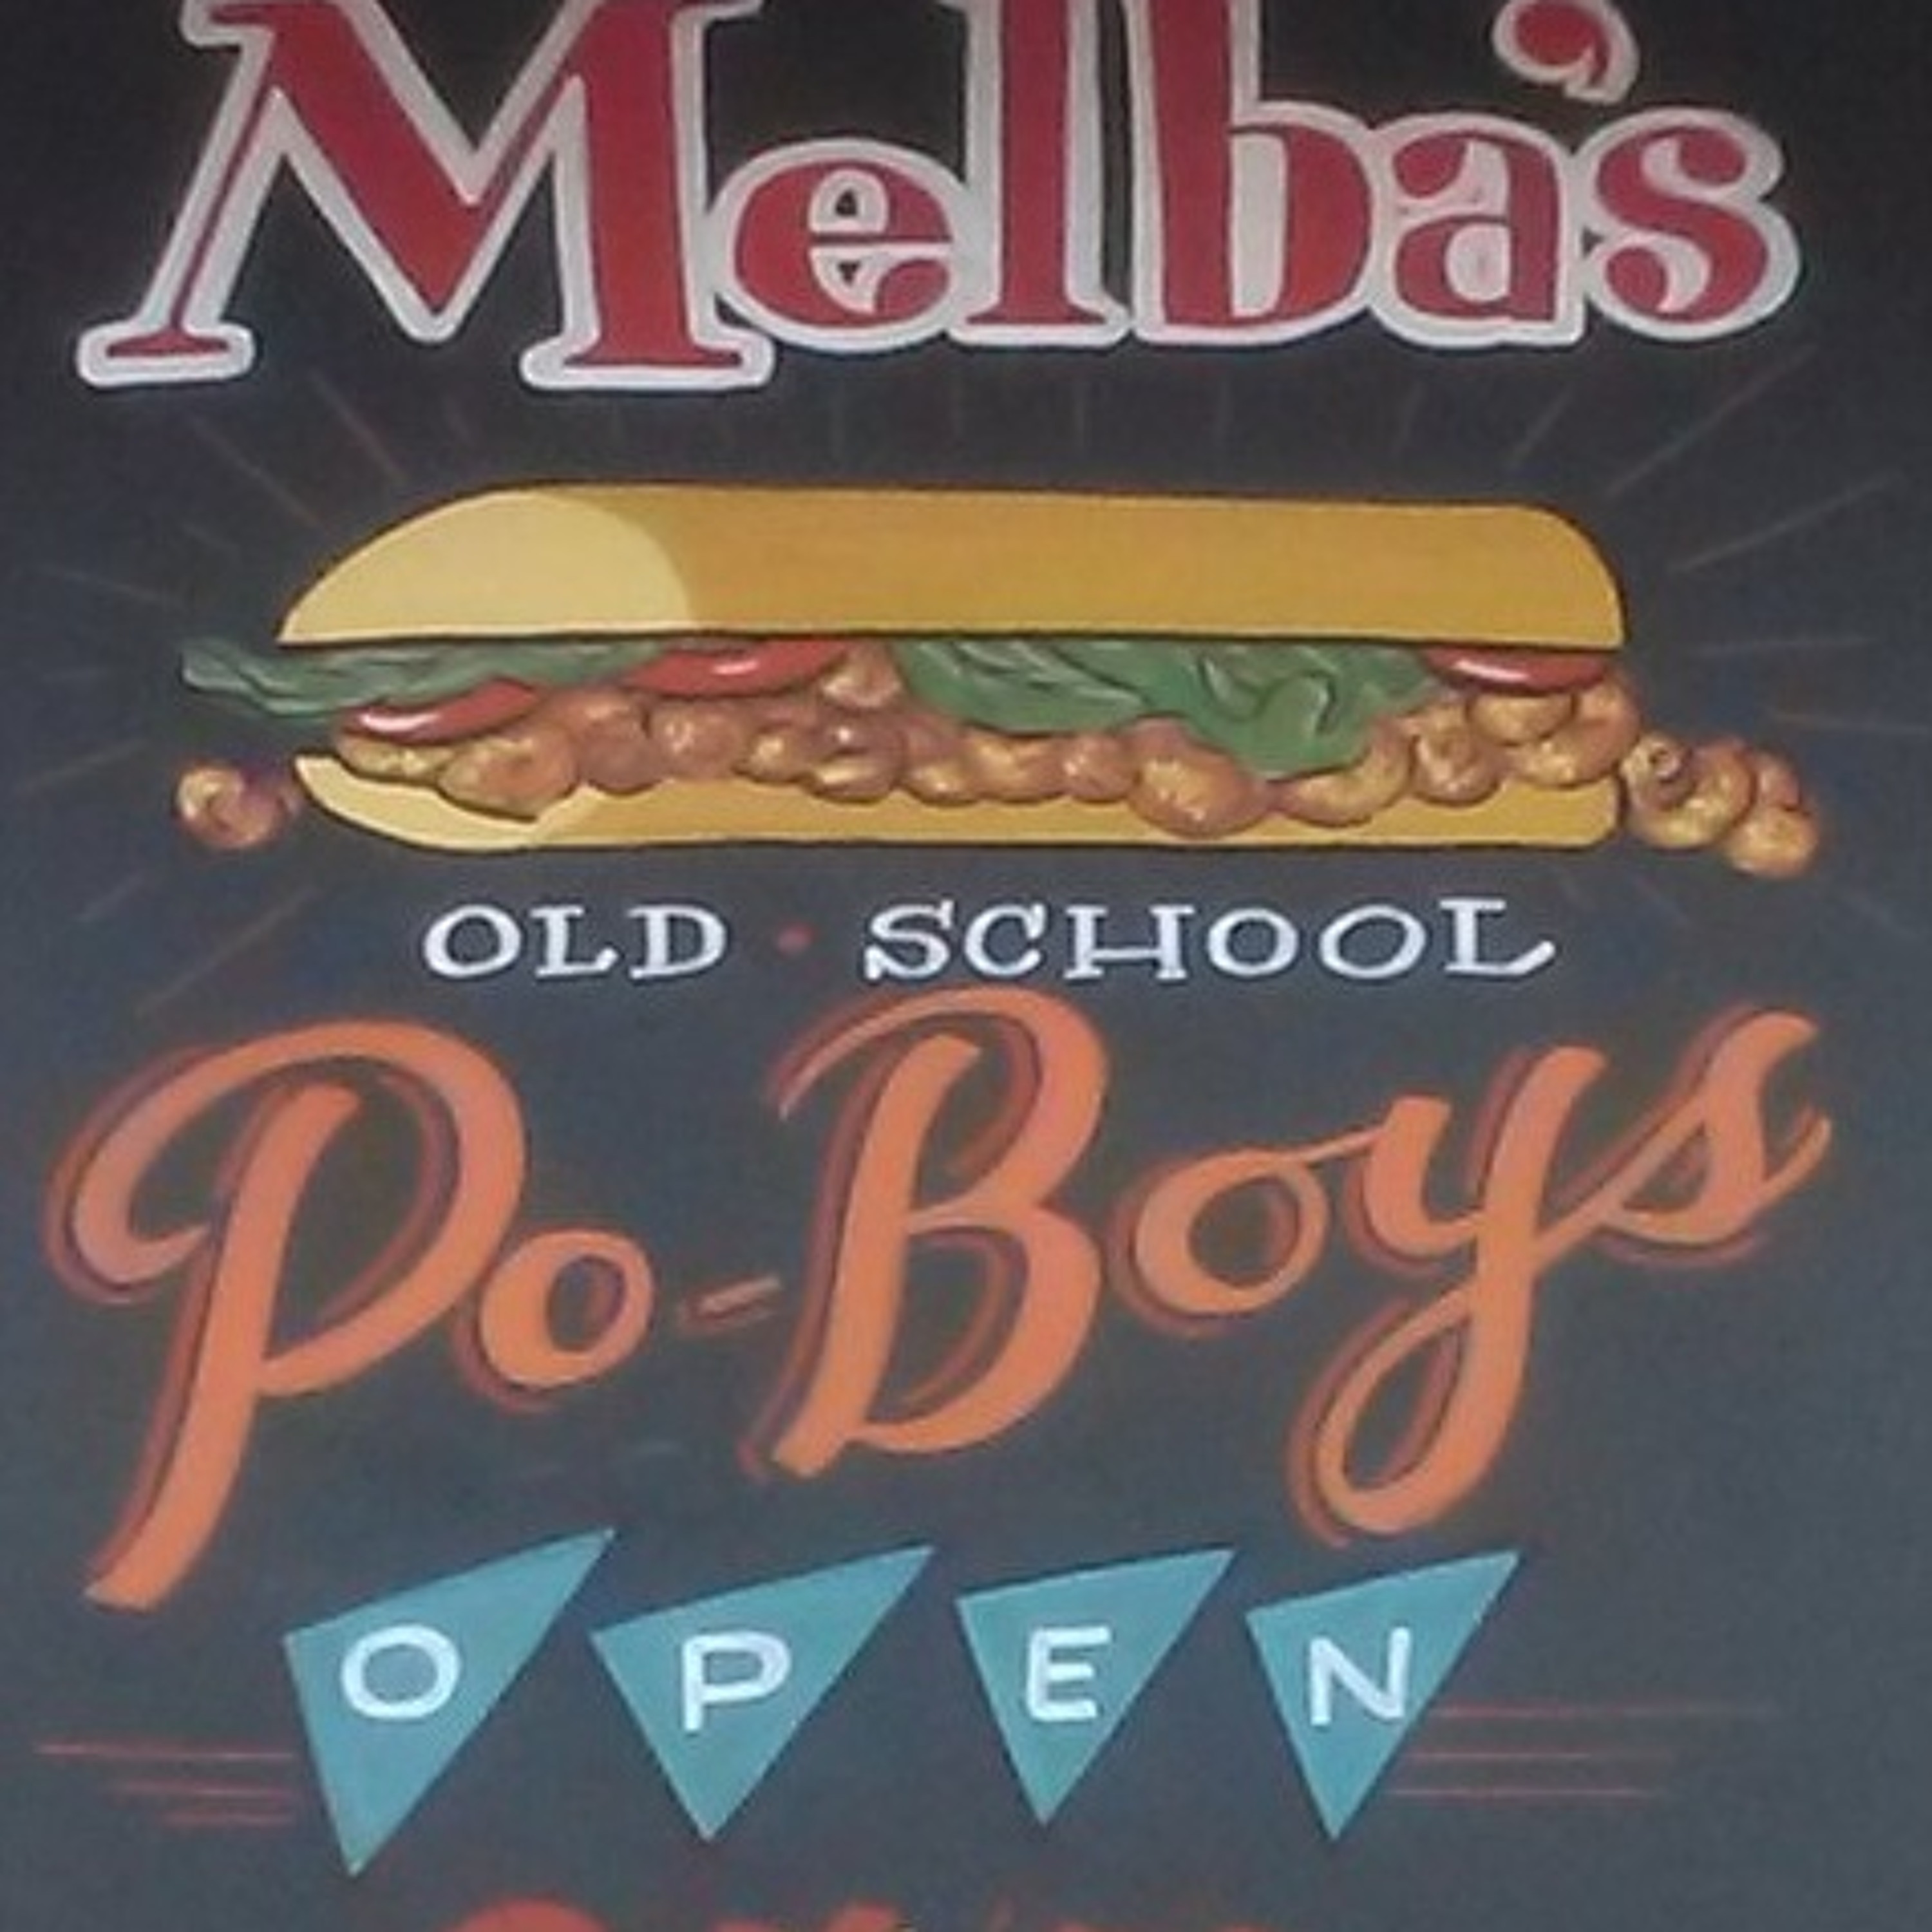 Melba's
OLD • SCHOOL
Po-Boys
OPEN